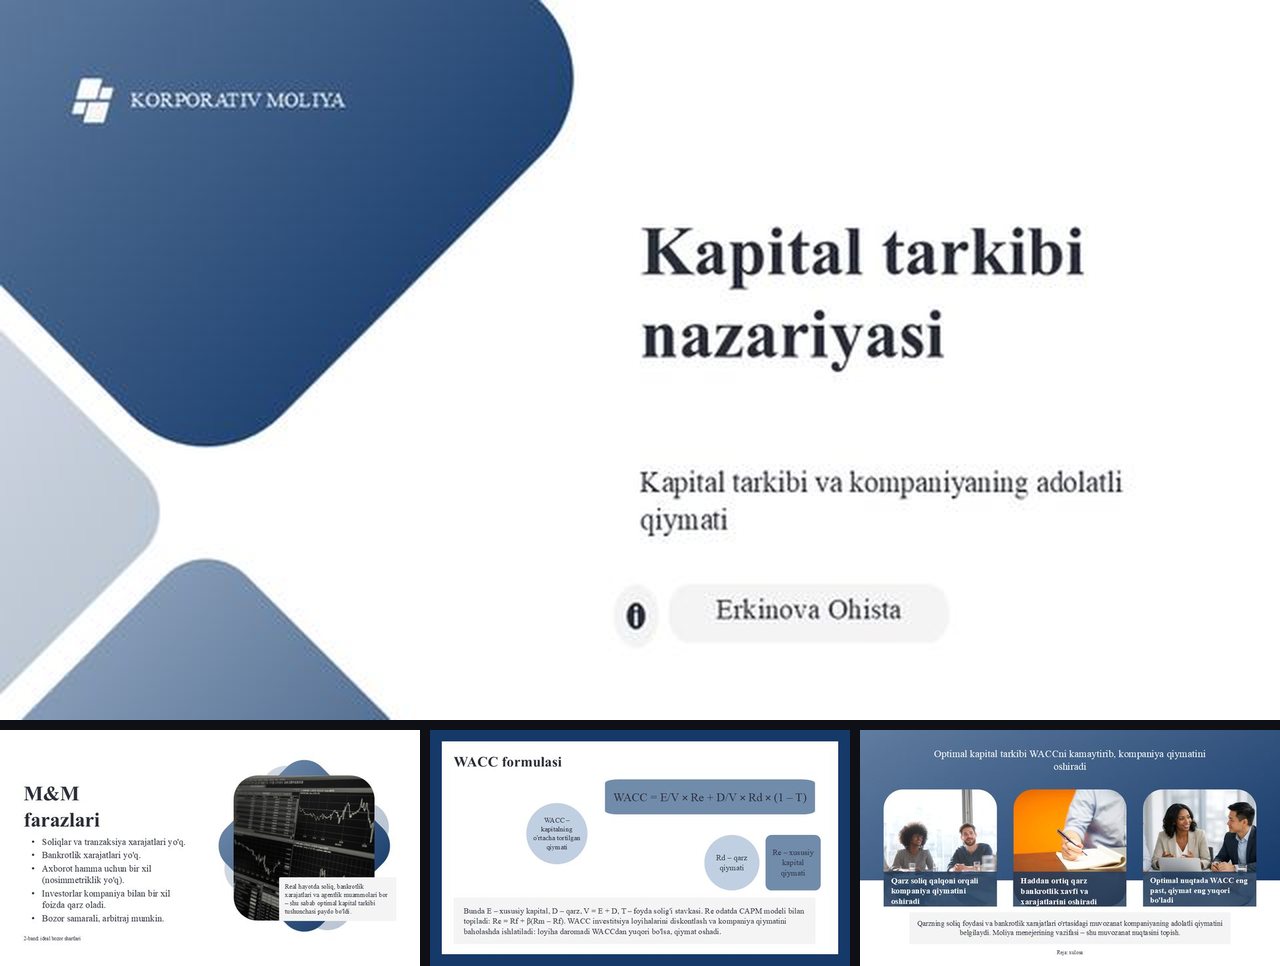 KORPORATIV MOLIYA
Kapital tarkibi
nazariyasi
Kapital tarkibi va kompaniyaning adolatli
qiymati
Erkinova Ohista
M&M
farazlari
• Soliqlar va tranzaksiya xarajatlari yo'q.
• Bankrotlik xarajatlari yo'q.
• Axborot hamma uchun bir xil
(nosimmetriklik yo'q).
• Investorlar kompaniya bilan bir xil
foizda qarz oladi.
• Bozor samarali, arbitraj mumkin.
Real hayotda soliq, bankrotlik
xarajatlari va agentlik muammolari bor
– shu sabab optimal kapital tarkibi
tushunchasi paydo bo'ldi.
2-band: ideal bozor shartlari
WACC formulasi
WACC = E/V × Re + D/V × Rd × (1 – T)
WACC –
kapitalning
o'rtacha tortilgan
qiymati
Rd – qarz
qiymati
Re – xususiy
kapital
qiymati
Bunda E – xususiy kapital, D – qarz, V = E + D, T – foyda solig'i stavkasi. Re odatda CAPM modeli bilan
topiladi: Re = Rf + β(Rm – Rf). WACC investitsiya loyihalarini diskontlash va kompaniya qiymatini
baholashda ishlatiladi: loyiha daromadi WACCdan yuqori bo'lsa, qiymat oshadi.
Optimal kapital tarkibi WACCni kamaytirib, kompaniya qiymatini
oshiradi
Qarz soliq qalqoni orqali
kompaniya qiymatini
oshiradi
Haddan ortiq qarz
bankrotlik xavfi va
xarajatlarini oshiradi
Optimal nuqtada WACC eng
past, qiymat eng yuqori
bo'ladi
Qarzning soliq foydasi va bankrotlik xarajatlari o'rtasidagi muvozanat kompaniyaning adolatli qiymatini
belgilaydi. Moliya menejerining vazifasi – shu muvozanat nuqtasini topish.
Reja: xulosa